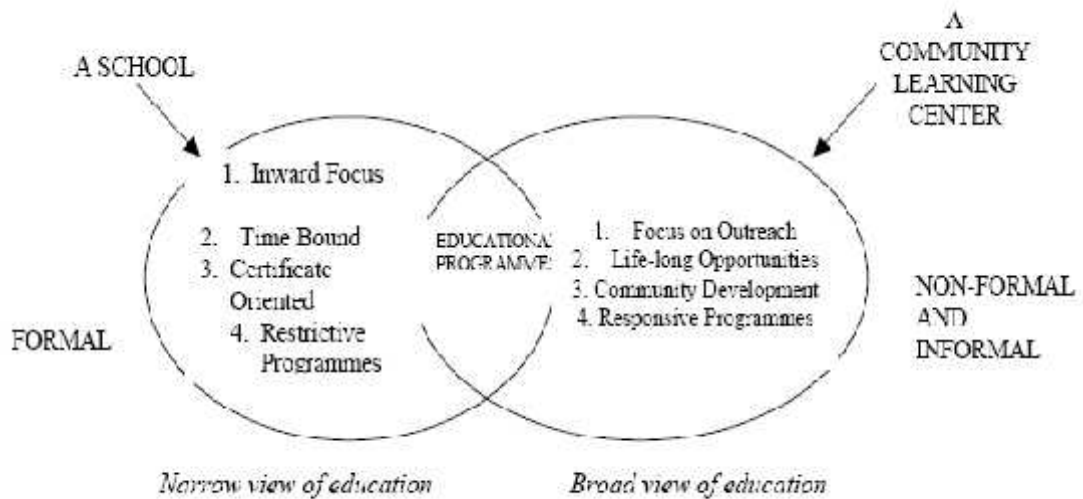 A SCHOOL
A
COMMUNITY
LEARNING
CENTER
1. Inward Focus
2. Time Bound
3. Certificate
Oriented
4. Restrictive
Programmes
EDUCATIONA
PROGRAMME
1. Focus on Outreach
2. Life-long Opportunities
3. Community Development
4. Responsive Programmes
FORMAL
NON-FORMAL
AND
INFORMAL
Narrow view of education
Broad view of education